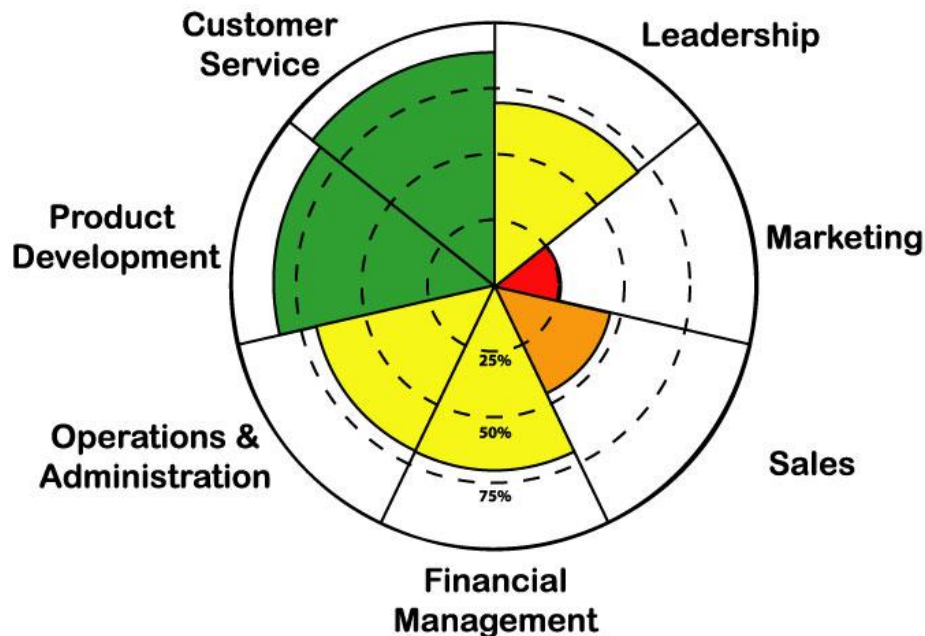 Customer
Service
Leadership
Product
Development
Marketing
25%
50%
75%
Operations &
Administration
Sales
Financial
Management